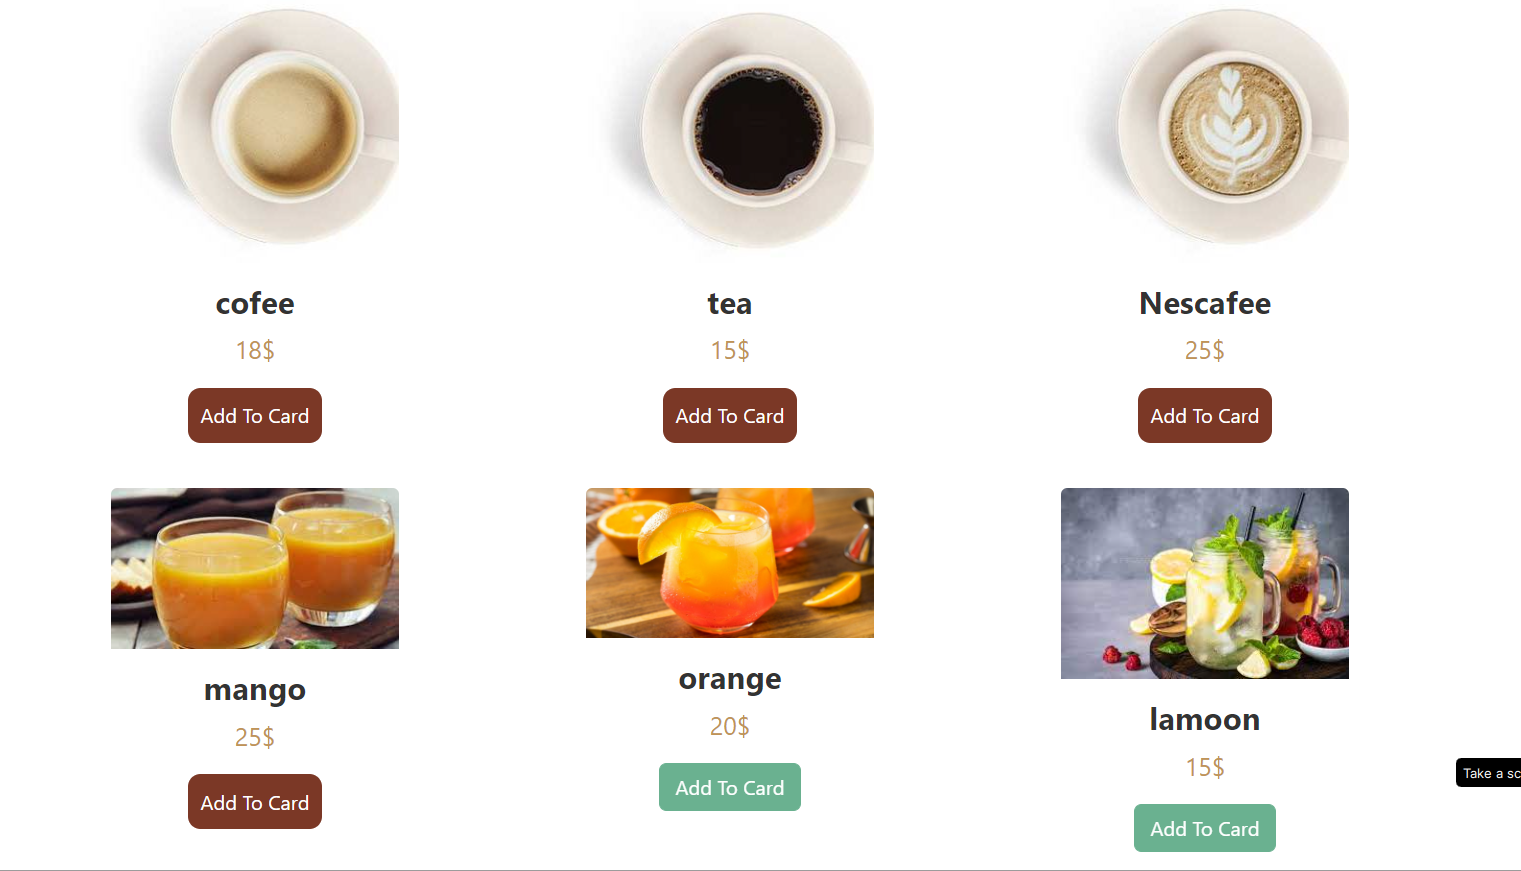 cofee
18$
Add To Card
tea
15$
Add To Card
Nescafee
25$
Add To Card
mango
25$
Add To Card
orange
20$
Add To Card
lamoon
15$
Add To Card
Take a sc